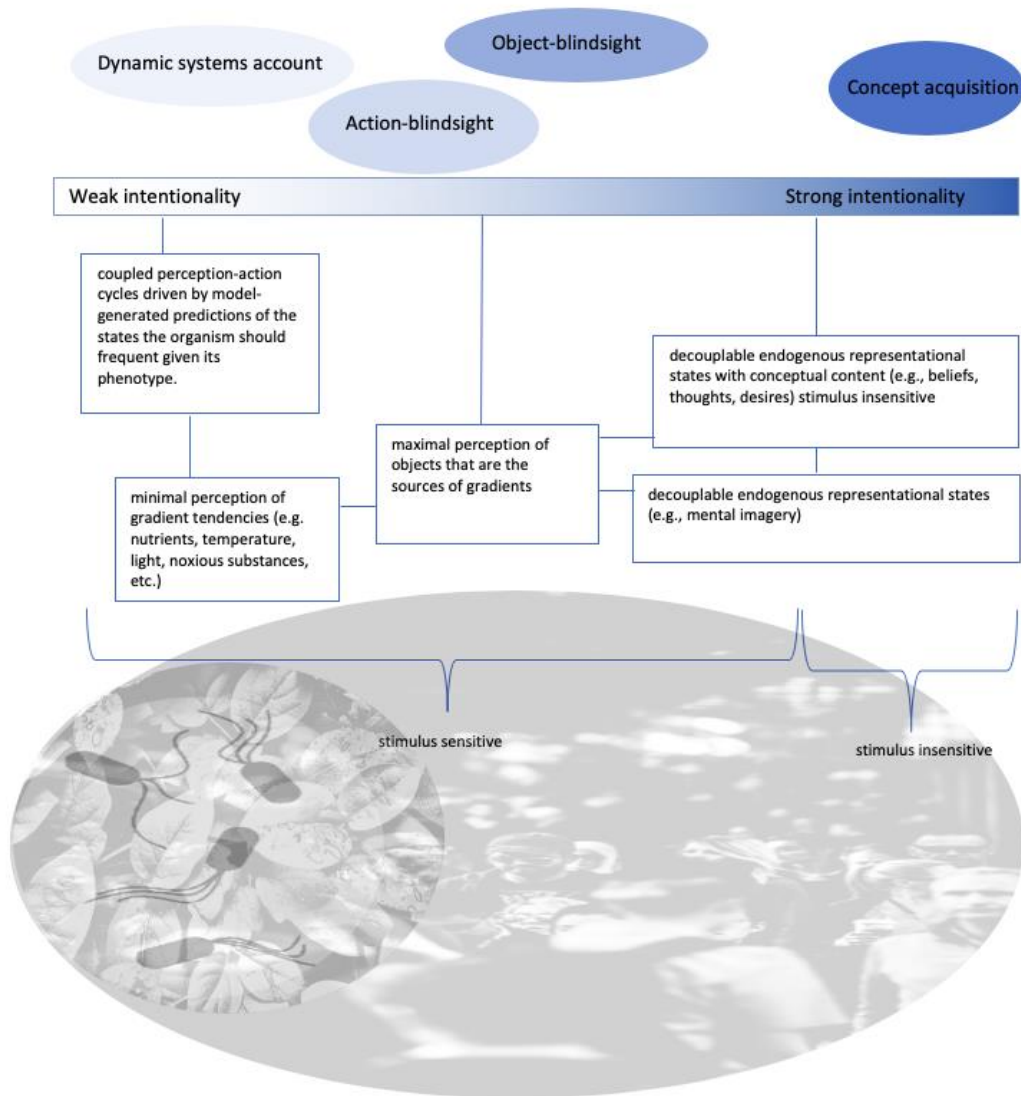 Object-blindsight
Dynamic systems account
Concept acquisition
Action-blindsight
Weak intentionality
Strong intentionality
coupled perception-action
cycles driven by model-
generated predictions of the
states the organism should
frequent given its
phenotype.
decouplable endogenous representational
states with conceptual content (e.g., beliefs,
thoughts, desires) stimulus insensitive
maximal perception of
objects that are the
sources of gradients
minimal perception of
gradient tendencies (e.g.
nutrients, temperature,
light, noxious substances,
etc.)
decouplable endogenous representational states
(e.g., mental imagery)
stimulus sensitive
stimulus insensitive